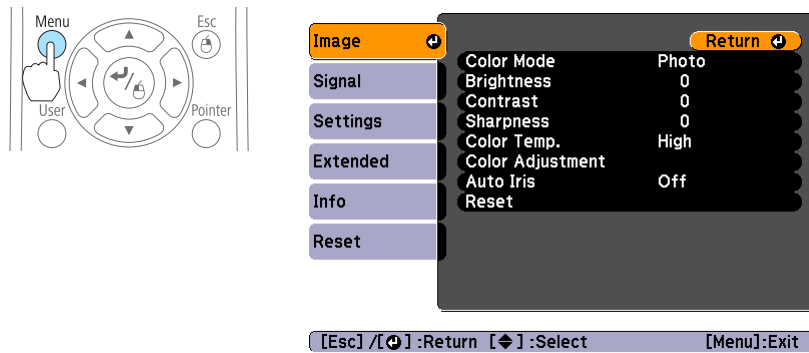 Menu
Esc
User
Pointer
Image
Signal
Settings
Extended
Info
Reset
Return
Color Mode Photo
Brightness 0
Contrast 0
Sharpness 0
Color Temp. High
Color Adjustment
Auto Iris Off
Reset
[Esc] /[⏎] :Return [◆] :Select [Menu]:Exit